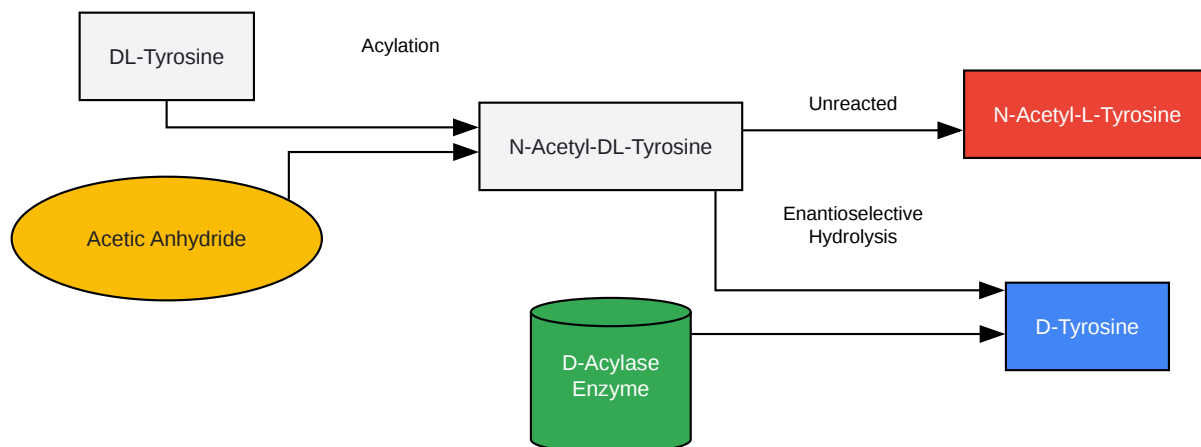 DL-Tyrosine
Acylation
Acetic Anhydride
N-Acetyl-DL-Tyrosine
Unreacted
N-Acetyl-L-Tyrosine
Enantioselective
Hydrolysis
D-Acylase
Enzyme
D-Tyrosine